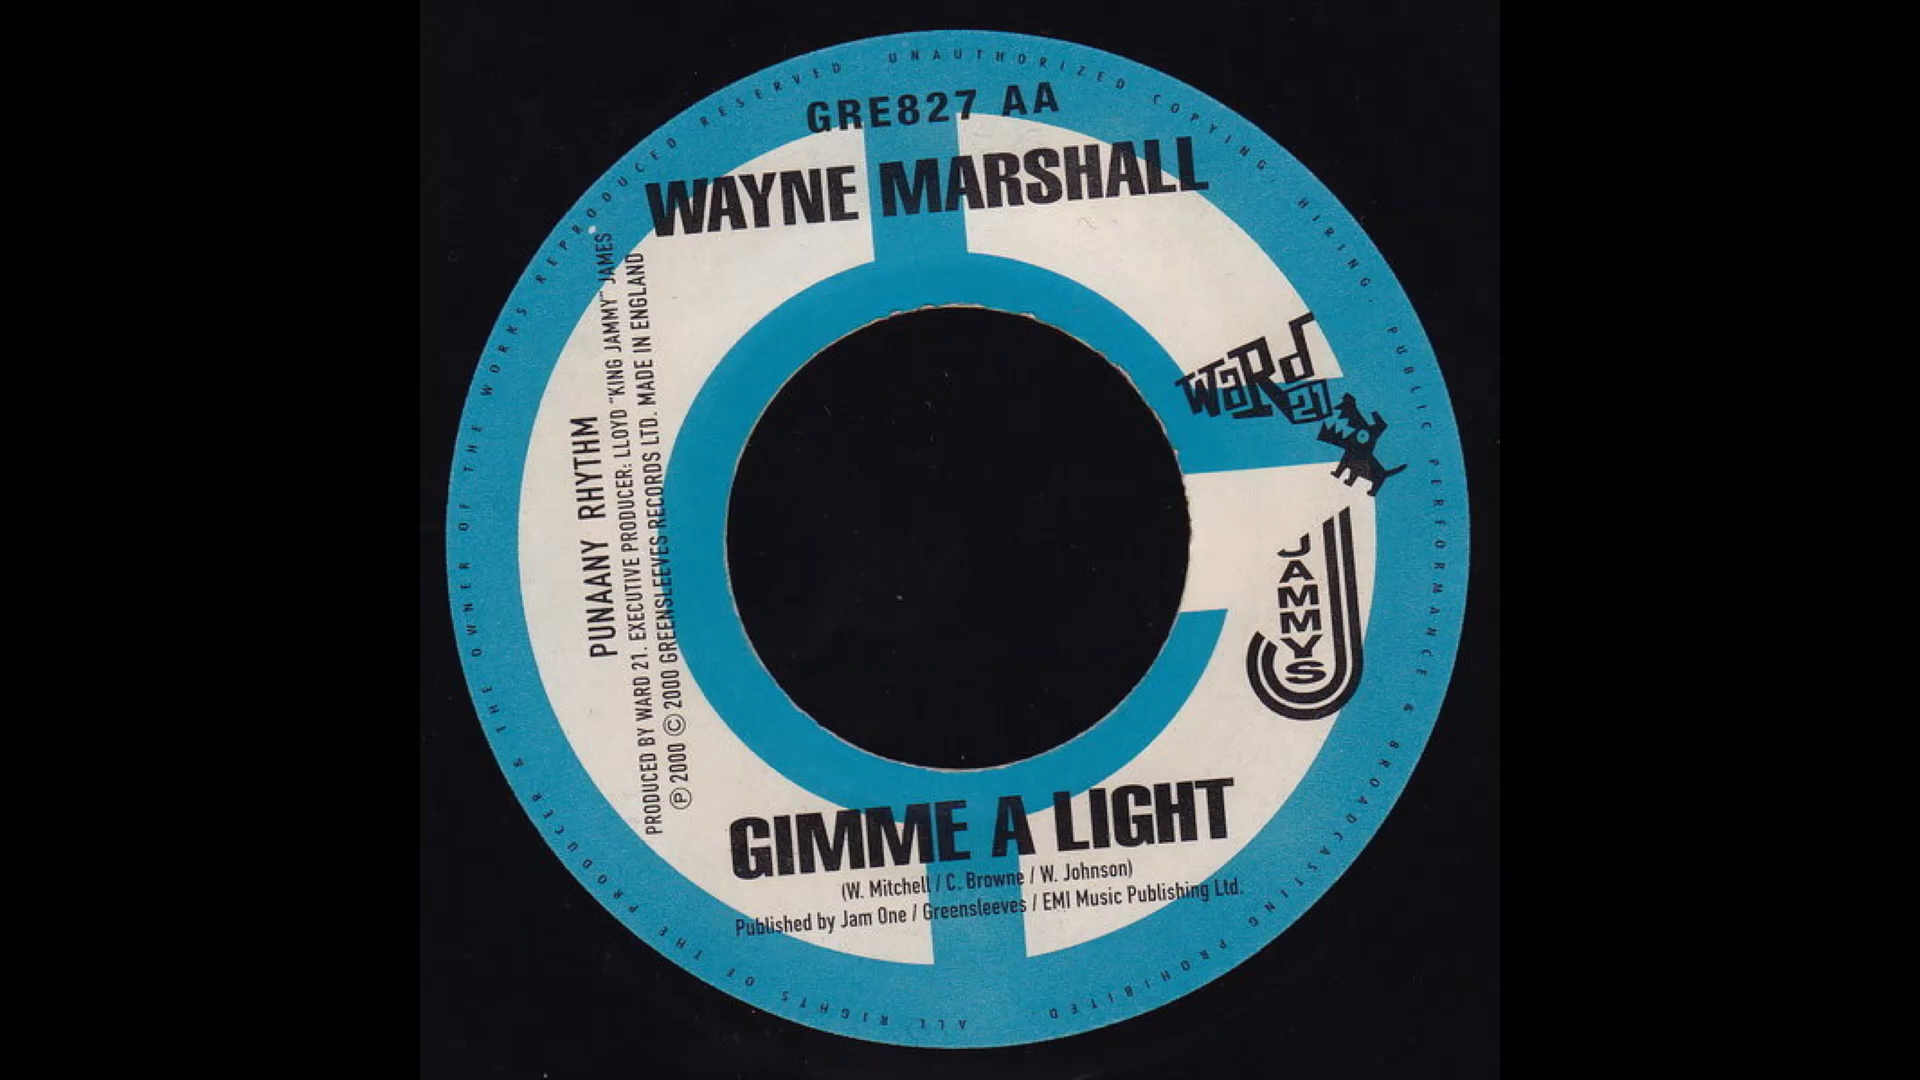 GRE827 AA
WAYNE MARSHALL
WARD
21
JAMMYS
PUNAANY RHYTHM
PRODUCED BY WARD 21. EXECUTIVE PRODUCER: LLOYD "KING JAMMY" JAMES
Ⓟ 2000 © 2000 GREENSLEEVES RECORDS LTD. MADE IN ENGLAND
GIMME A LIGHT
(W. Mitchell / C. Browne / W. Johnson)
Published by Jam One / Greensleeves / EMI Music Publishing Ltd.
ALL RIGHTS OF THE PRODUCER & THE OWNER OF THE WORKS REPRODUCED RESERVED. UNAUTHORIZED COPYING, HIRING, PUBLIC PERFORMANCE & BROADCASTING PROHIBITED